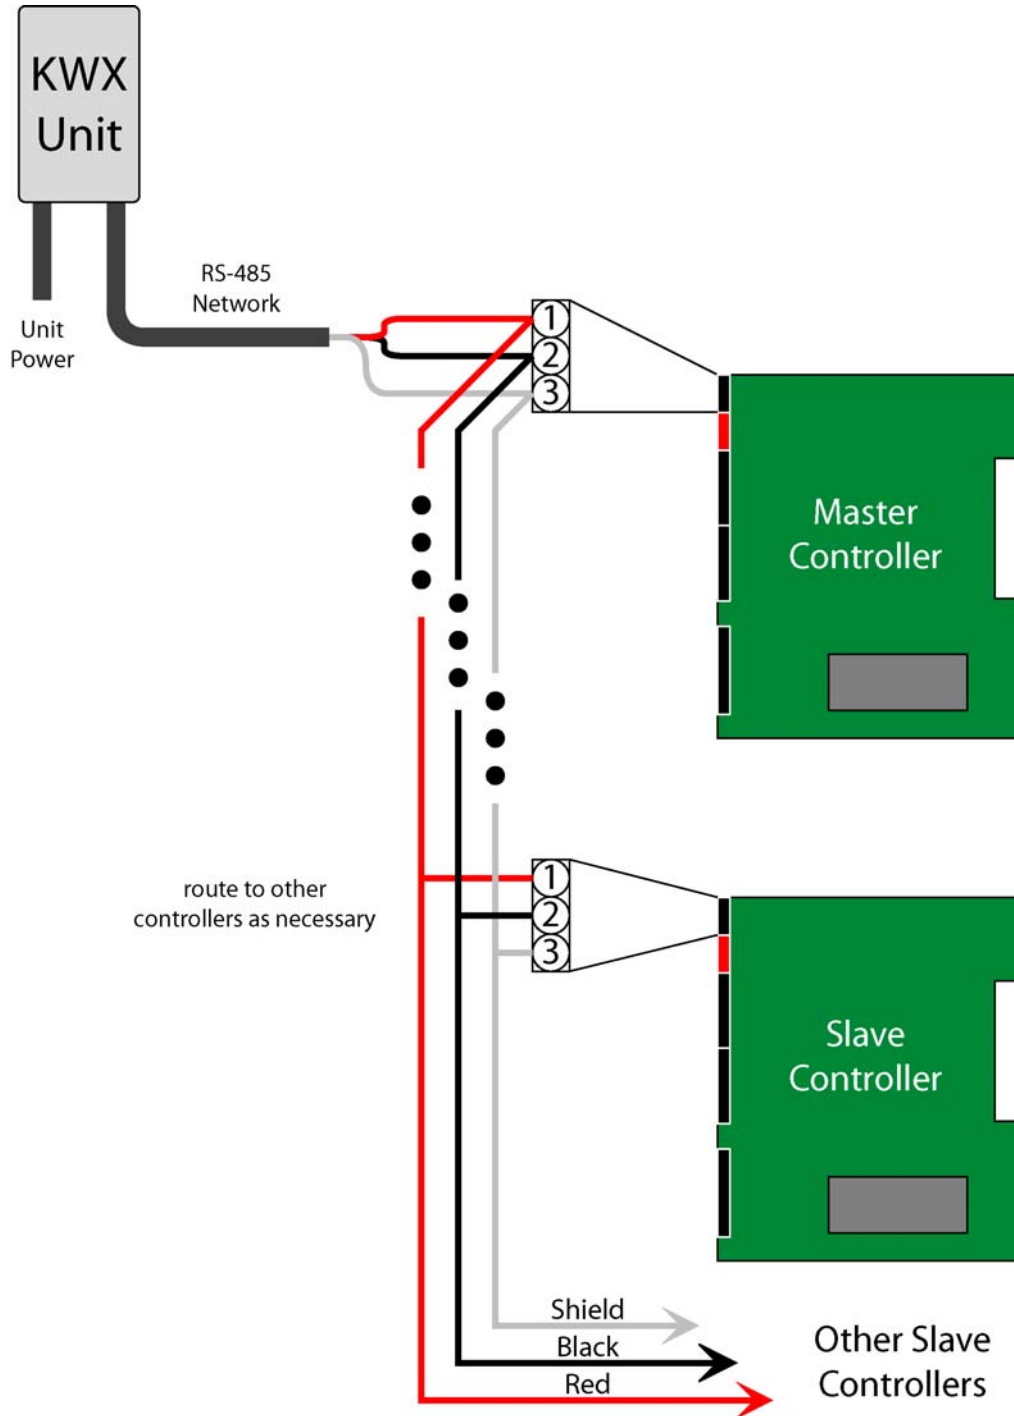 KWX
Unit
RS-485
Network
Unit
Power
1
2
3
Master
Controller
route to other
controllers as necessary
1
2
3
Slave
Controller
Shield
Black
Red
Other Slave
Controllers